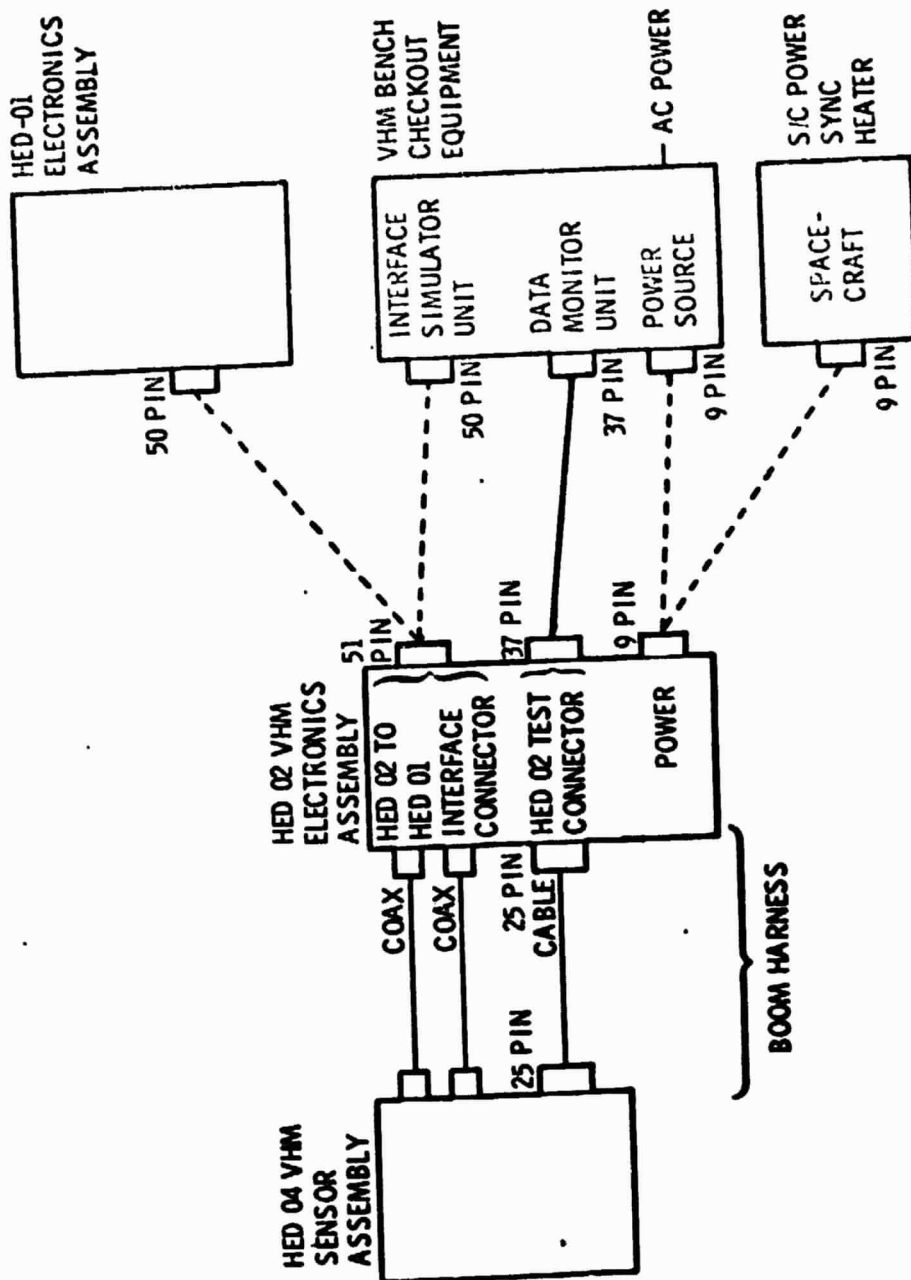 HED-01
ELECTRONICS
ASSEMBLY
50 PIN
VHM BENCH
CHECKOUT
EQUIPMENT
INTERFACE
SIMULATOR
UNIT
50 PIN
DATA
MONITOR
UNIT
37 PIN
POWER
SOURCE
9 PIN
AC POWER
S/C POWER
SYNC
HEATER
SPACE-
CRAFT
9 PIN
HED 02 VHM
ELECTRONICS
ASSEMBLY
51
PIN
HED 02 TO
HED 01
INTERFACE
CONNECTOR
37 PIN
HED 02 TEST
CONNECTOR
9 PIN
POWER
COAX
COAX
25 PIN
CABLE
25 PIN
HED 04 VHM
SENSOR
ASSEMBLY
BOOM HARNESS